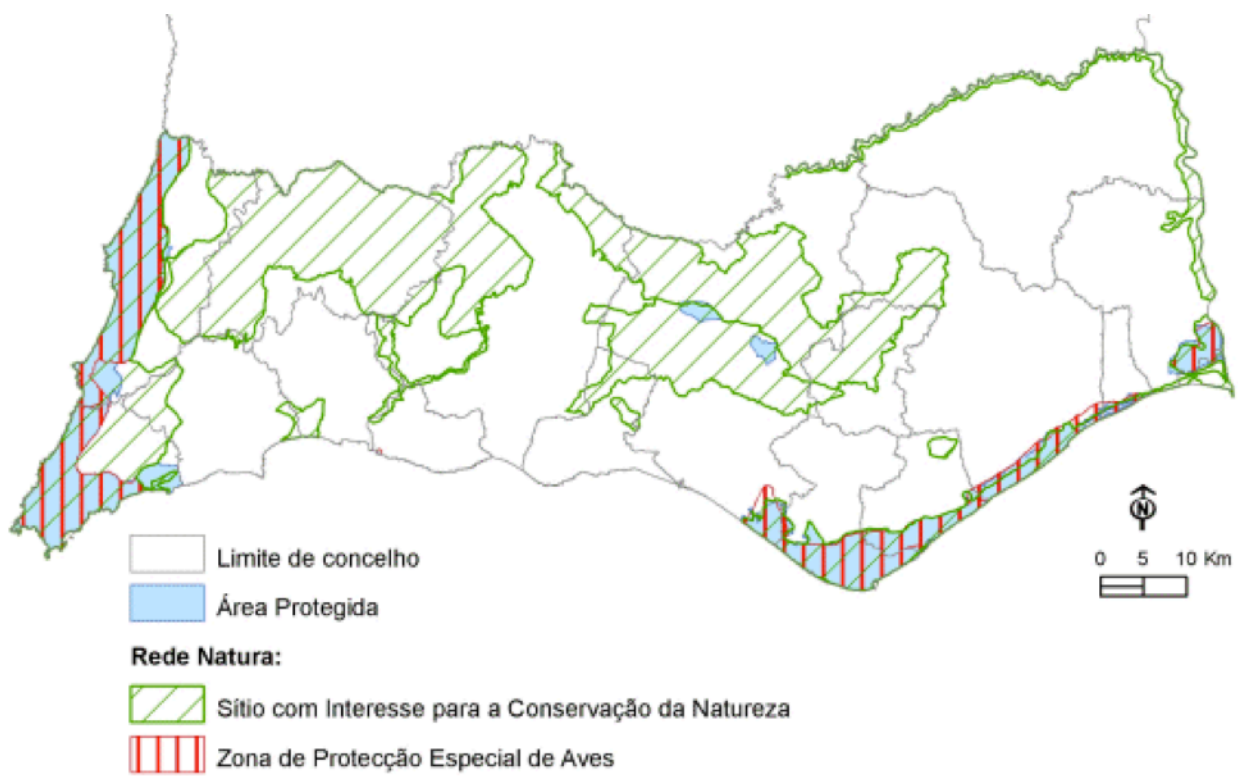 N
0 5 10 Km
Limite de concelho
Área Protegida
Rede Natura:
Sítio com Interesse para a Conservação da Natureza
Zona de Protecção Especial de Aves